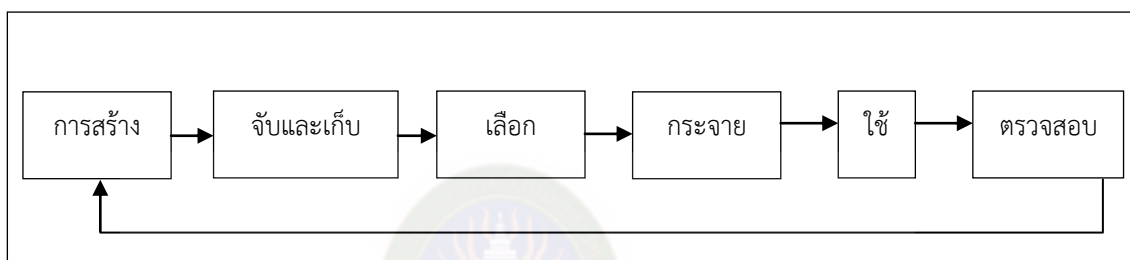 การสร้าง
จับและเก็บ
เลือก
กระจาย
ใช้
ตรวจสอบ